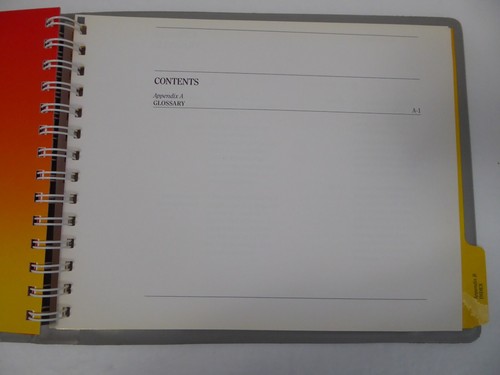 CONTENTS
Appendix A
GLOSSARY A-1